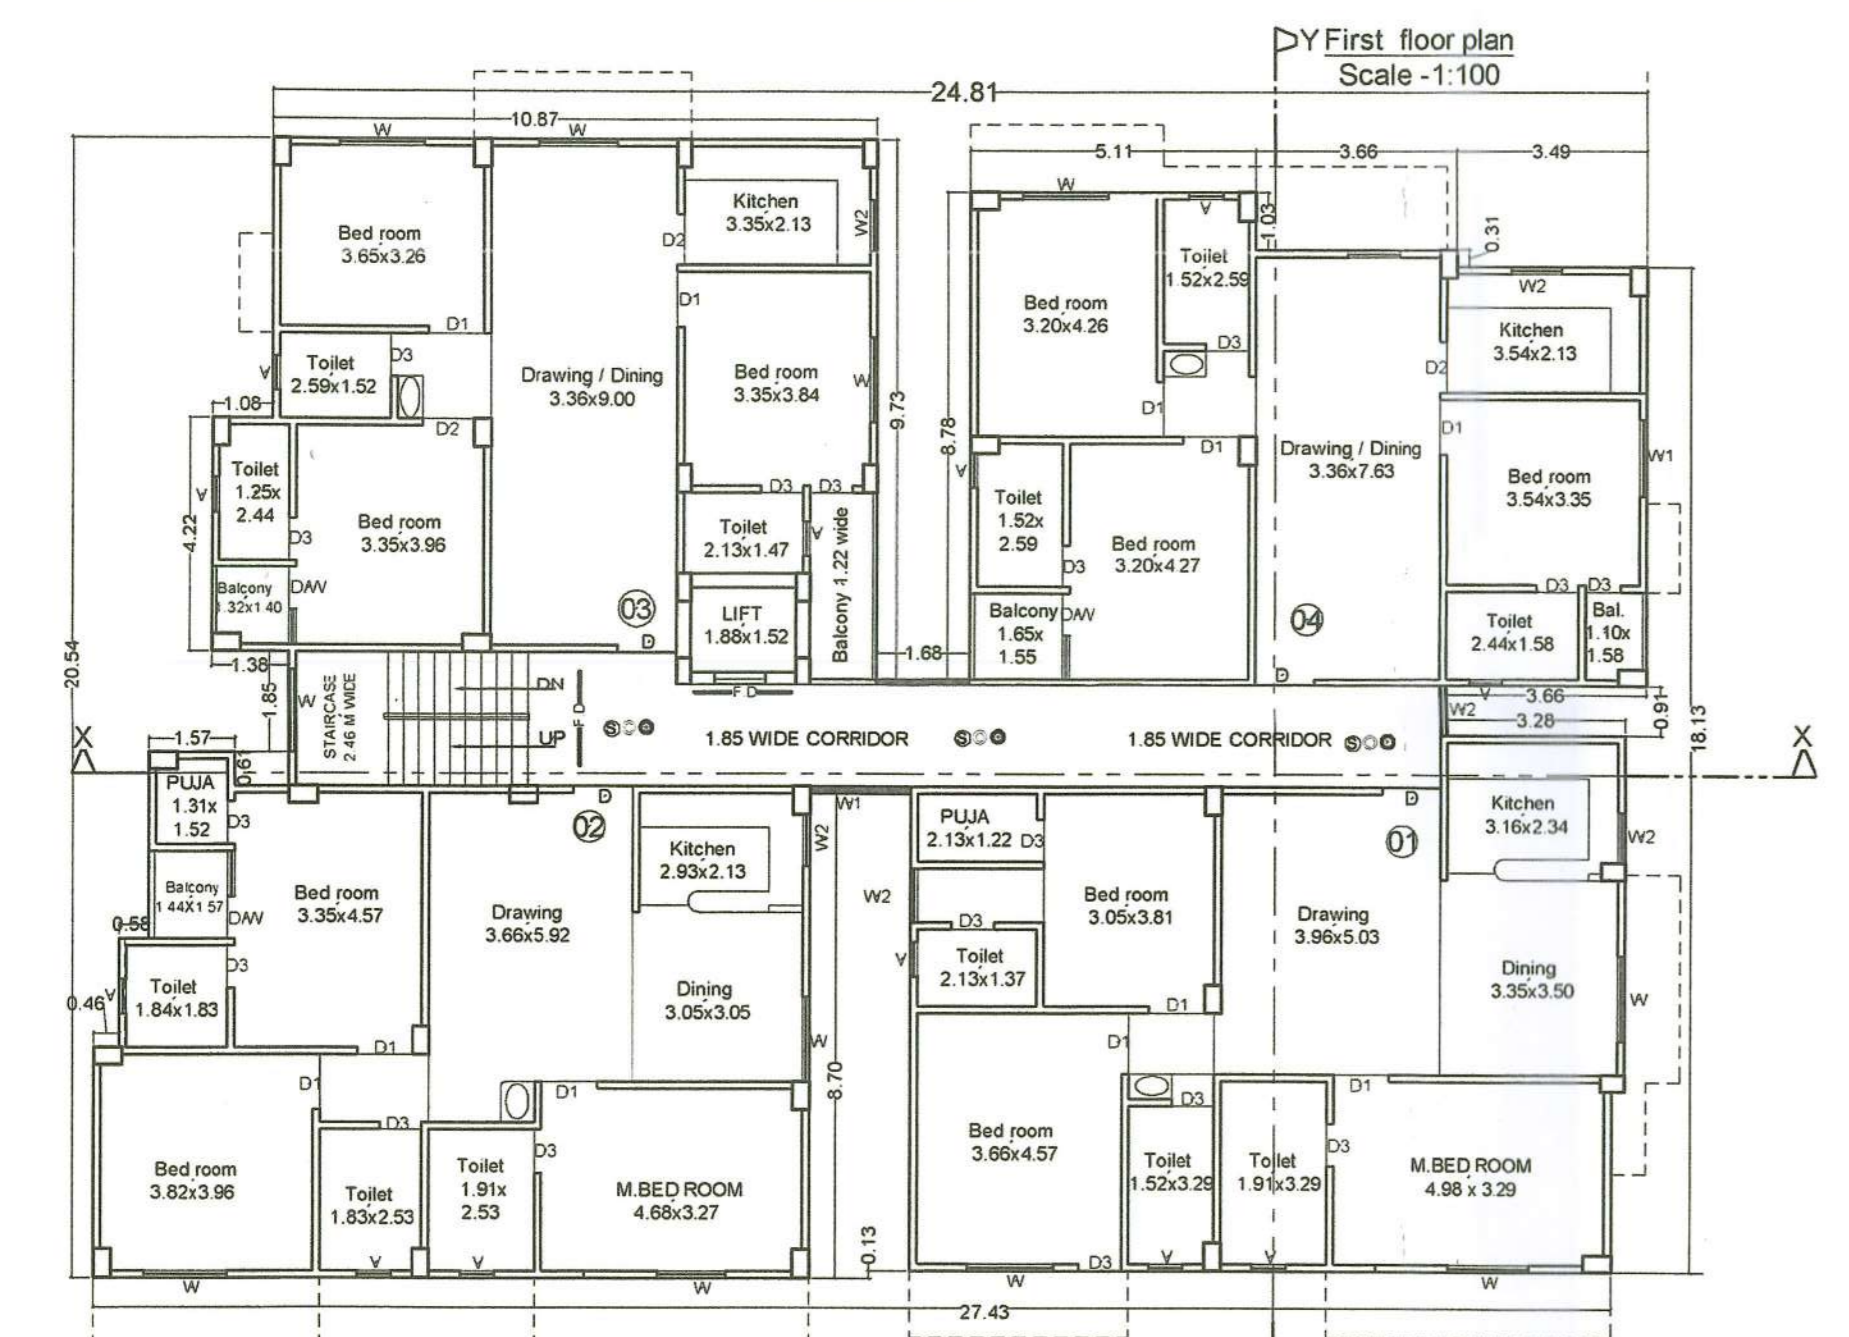 Y First floor plan
Scale -1:100
24.81
10.87
5.11
3.66
3.49
W
W
W
Kitchen
3.35x2.13
W2
D2
Bed room
3.65x3.26
D1
D1
Toilet
2.59x1.52
D3
V
Drawing / Dining
3.36x9.00
Bed room
3.35x3.84
W
9.73
1.08
D2
4.22
V
Toilet
1.25x
2.44
D3
Bed room
3.35x3.96
D3
D3
Toilet
2.13x1.47
V
Balcony 1.22 wide
Balcony
1.32x1.40
D/W
03
D
LIFT
1.88x1.52
F D
1.38
1.85
20.54
1.68
8.78
V
1.03
0.31
Toilet
1.52x2.59
D3
Bed room
3.20x4.26
D1
D1
W2
Kitchen
3.54x2.13
D2
D1
Drawing / Dining
3.36x7.63
W1
Bed room
3.54x3.35
V
Toilet
1.52x
2.59
D3
Bed room
3.20x4.27
D3
D3
Balcony
1.65x
1.55
D/W
04
D
Toilet
2.44x1.58
Bal.
1.10x
1.58
V
3.66
W2
3.28
0.91
18.13
W
STAIRCASE
2.46 M WIDE
DN
UP
F D
S
1.85 WIDE CORRIDOR
S
1.85 WIDE CORRIDOR
S
X
X
1.57
0.61
PUJA
1.31x
1.52
D3
Balcony
1.44X1.57
D/W
0.58
D3
Toilet
1.84x1.83
V
0.46
Bed room
3.35x4.57
D1
D1
02
D
Drawing
3.66x5.92
Kitchen
2.93x2.13
W2
W1
Dining
3.05x3.05
W
8.70
Bed room
3.82x3.96
W
D3
Toilet
1.83x2.53
V
Toilet
1.91x
2.53
V
D1
D3
M.BED ROOM
4.68x3.27
W
0.13
PUJA
2.13x1.22
D3
W2
D3
V
Toilet
2.13x1.37
Bed room
3.05x3.81
D1
D1
D
01
Drawing
3.96x5.03
Kitchen
3.16x2.34
W2
Dining
3.35x3.50
W
Bed room
3.66x4.57
W
D3
D3
Toilet
1.52x3.29
V
Toilet
1.91x3.29
V
D1
D3
M.BED ROOM
4.98 x 3.29
W
27.43